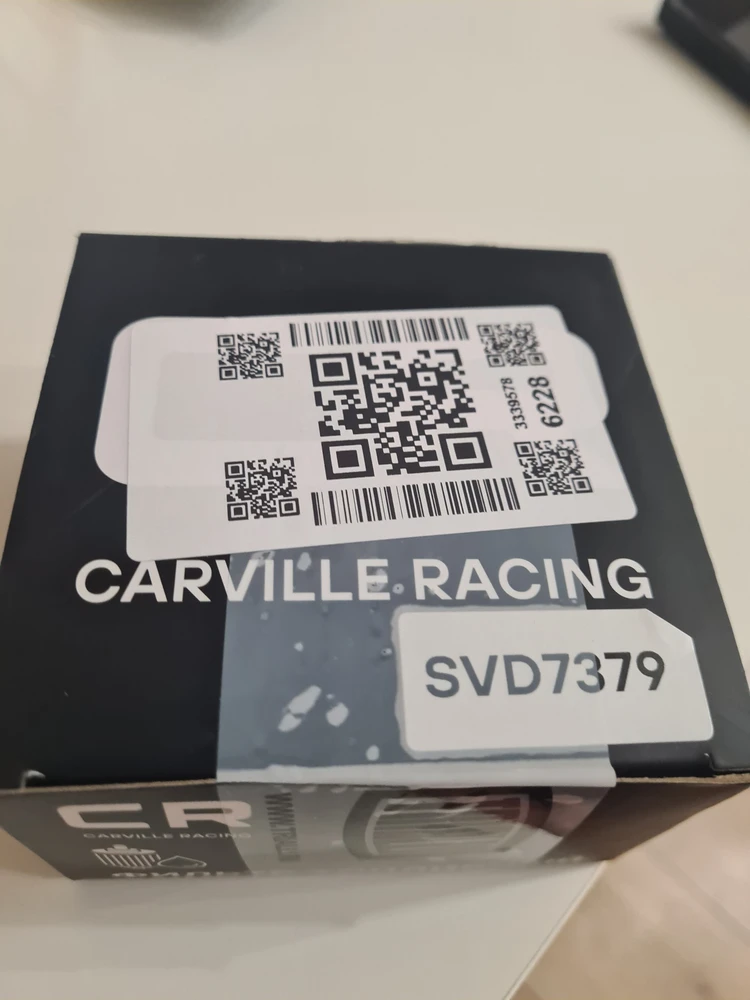 3339578
6228
CARVILLE RACING
SVD7379
CR
CARVILLE RACING